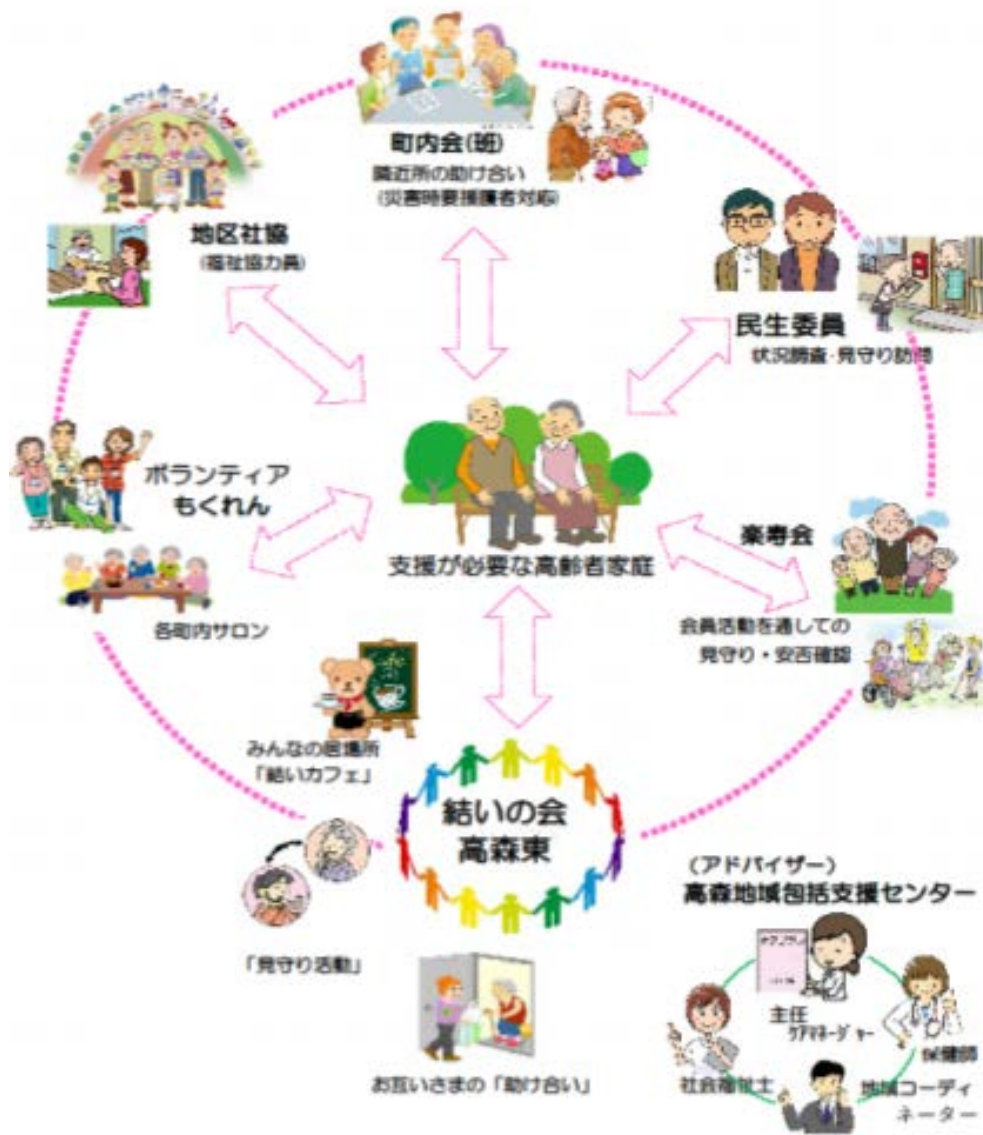 町内会(班)
隣近所の助け合い
(災害時要援護者対応)
地区社協
(福祉協力員)
民生委員
状況調査・見守り訪問
ボランティア
もくれん
各町内サロン
支援が必要な高齢者家庭
楽寿会
会員活動を通しての
見守り・安否確認
みんなの居場所
「結いカフェ」
結いの会
高森東
「見守り活動」
お互いさまの「助け合い」
(アドバイザー)
高森地域包括支援センター
主任
ケアマネージャー
保健師
社会福祉士
地域コーディ
ネーター